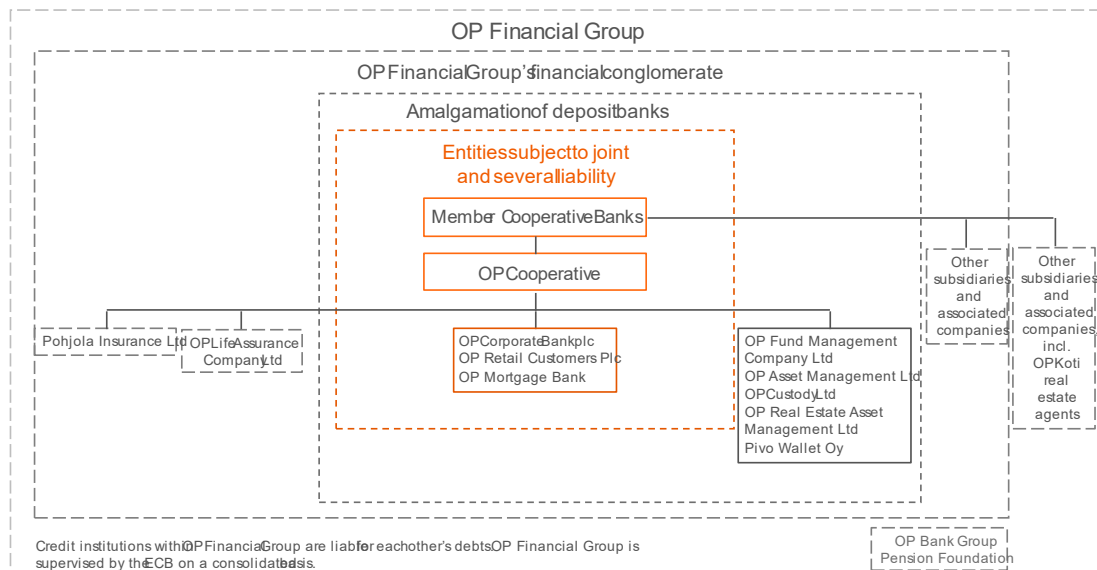 OP Financial Group
OP Financial Group's financial conglomerate
Amalgamation of deposit banks
Entities subject to joint
and several liability
Member Cooperative Banks
OP Cooperative
Pohjola Insurance Ltd
OP Life Assurance
Company Ltd
OP Corporate Bank plc
OP Retail Customers Plc
OP Mortgage Bank
OP Fund Management
Company Ltd
OP Asset Management Ltd
OP Custody Ltd
OP Real Estate Asset
Management Ltd
Pivo Wallet Oy
Other
subsidiaries
and
associated
companies
Other
subsidiaries
and
associated
companies,
incl.
OP Koti
real
estate
agents
Credit institutions within OP Financial Group are liable for each other's debts. OP Financial Group is
supervised by the ECB on a consolidated basis.
OP Bank Group
Pension Foundation